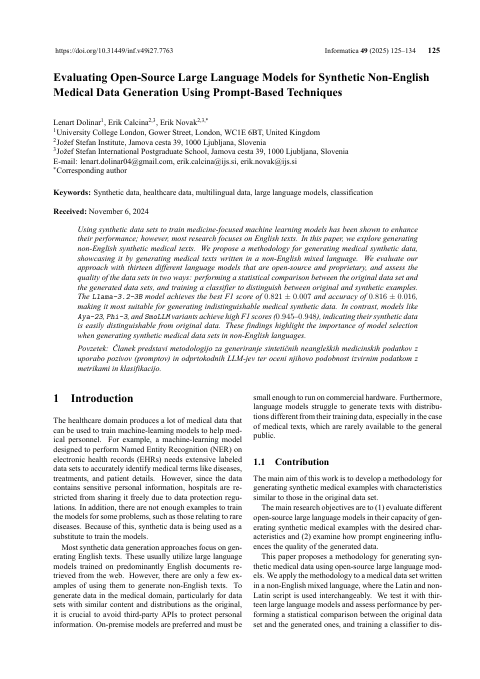 https://doi.org/10.31449/inf.v49i27.7763
Informatica 49 (2025) 125–134 125
Evaluating Open-Source Large Language Models for Synthetic Non-English
Medical Data Generation Using Prompt-Based Techniques
Lenart Dolinar1, Erik Calcina2,3, Erik Novak2,3,*
1University College London, Gower Street, London, WC1E 6BT, United Kingdom
2Jožef Stefan Institute, Jamova cesta 39, 1000 Ljubljana, Slovenia
3Jožef Stefan International Postgraduate School, Jamova cesta 39, 1000 Ljubljana, Slovenia
E-mail: lenart.dolinar04@gmail.com, erik.calcina@ijs.si, erik.novak@ijs.si
*Corresponding author
Keywords: Synthetic data, healthcare data, multilingual data, large language models, classification
Received: November 6, 2024
Using synthetic data sets to train medicine-focused machine learning models has been shown to enhance
their performance; however, most research focuses on English texts. In this paper, we explore generating
non-English synthetic medical texts. We propose a methodology for generating medical synthetic data,
showcasing it by generating medical texts written in a non-English mixed language. We evaluate our
approach with thirteen different language models that are open-source and proprietary, and assess the
quality of the data sets in two ways: performing a statistical comparison between the original data set and
the generated data sets, and training a classifier to distinguish between original and synthetic examples.
The Llama-3.2-3B model achieves the best F1 score of 0.821 ± 0.007 and accuracy of 0.816 ± 0.016,
making it most suitable for generating indistinguishable medical synthetic data. In contrast, models like
Aya-23, Phi-3, and SmolLM variants achieve high F1 scores (0.945–0.948), indicating their synthetic data
is easily distinguishable from original data. These findings highlight the importance of model selection
when generating synthetic medical data sets in non-English languages.
Povzetek: Članek predstavi metodologijo za generiranje sintetičnih neangleških medicinskih podatkov z
uporabo pozivov (promptov) in odprtokodnih LLM-jev ter oceni njihovo podobnost izvirnim podatkom z
metrikami in klasifikacijo.
1 Introduction
The healthcare domain produces a lot of medical data that
can be used to train machine-learning models to help med-
ical personnel. For example, a machine-learning model
designed to perform Named Entity Recognition (NER) on
electronic health records (EHRs) needs extensive labeled
data sets to accurately identify medical terms like diseases,
treatments, and patient details. However, since the data
contains sensitive personal information, hospitals are re-
stricted from sharing it freely due to data protection regu-
lations. In addition, there are not enough examples to train
the models for some problems, such as those relating to rare
diseases. Because of this, synthetic data is being used as a
substitute to train the models.
Most synthetic data generation approaches focus on gen-
erating English texts. These usually utilize large language
models trained on predominantly English documents re-
trieved from the web. However, there are only a few ex-
amples of using them to generate non-English texts. To
generate data in the medical domain, particularly for data
sets with similar content and distributions as the original,
it is crucial to avoid third-party APIs to protect personal
information. On-premise models are preferred and must be
small enough to run on commercial hardware. Furthermore,
language models struggle to generate texts with distribu-
tions different from their training data, especially in the case
of medical texts, which are rarely available to the general
public.
1.1 Contribution
The main aim of this work is to develop a methodology for
generating synthetic medical examples with characteristics
similar to those in the original data set.
The main research objectives are to (1) evaluate different
open-source large language models in their capacity of gen-
erating synthetic medical examples with the desired char-
acteristics and (2) examine how prompt engineering influ-
ences the quality of the generated data.
This paper proposes a methodology for generating syn-
thetic medical data using open-source large language mod-
els. We apply the methodology to a medical data set written
in a non-English mixed language, where the Latin and non-
Latin script is used interchangeably. We test it with thir-
teen large language models and assess performance by per-
forming a statistical comparison between the original data
set and the generated ones, and training a classifier to dis-